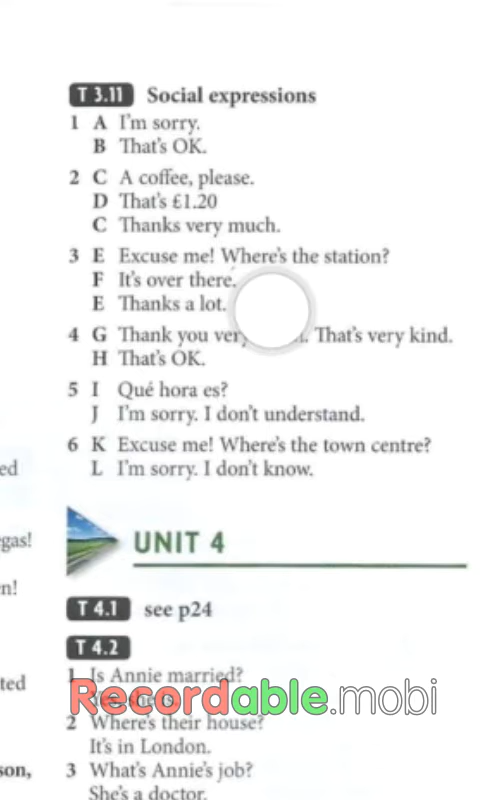 T 3.11 Social expressions
1 A I'm sorry.
B That's OK.
2 C A coffee, please.
D That's £1.20
C Thanks very much.
3 E Excuse me! Where's the station?
F It's over there.
E Thanks a lot.
4 G Thank you That's very kind.
H That's OK.
5 I Qué hora es?
J I'm sorry. I don't understand.
6 K Excuse me! Where's the town centre?
L I'm sorry. I don't know.
ed
gas!
UNIT 4
n!
T 4.1 see p24
T 4.2
1 Is Annie married?
ted
Recordable.mobi
2 Where's their house?
It's in London.
son,
3 What's Annie's job?
She's a doctor.